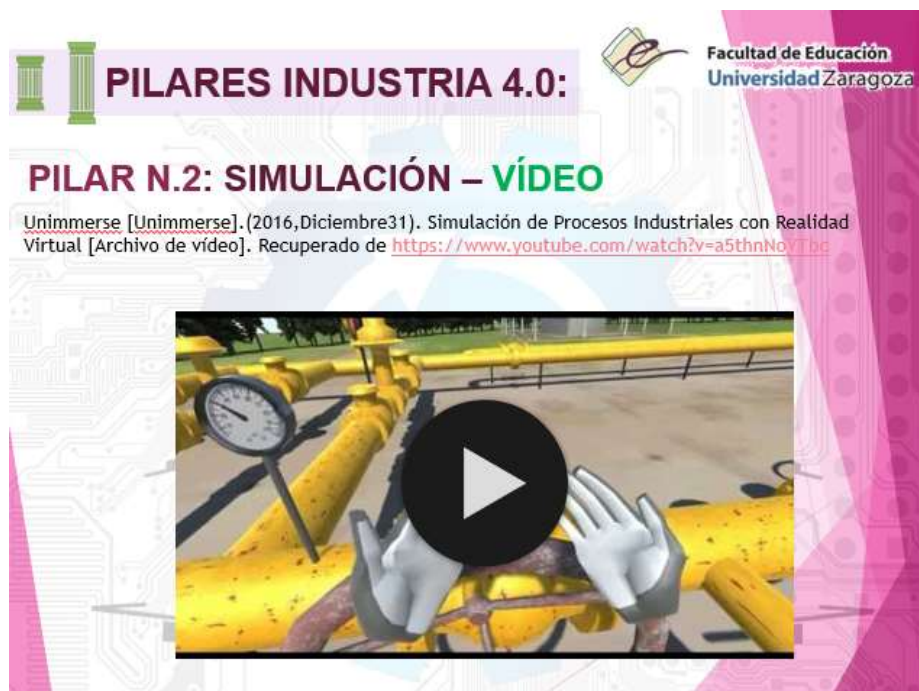 PILARES INDUSTRIA 4.0:
Facultad de Educación
Universidad Zaragoza
PILAR N.2: SIMULACIÓN – VÍDEO
Unimmerse [Unimmerse].(2016,Diciembre31). Simulación de Procesos Industriales con Realidad
Virtual [Archivo de vídeo]. Recuperado de